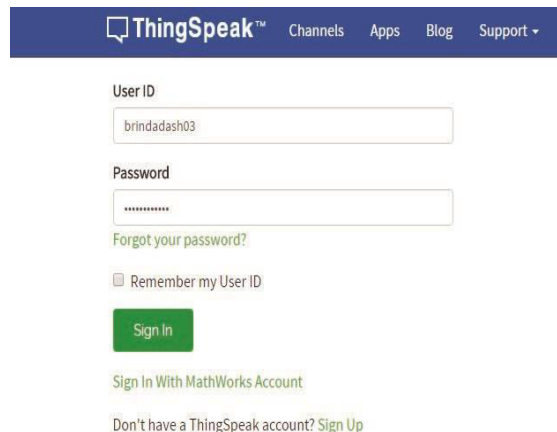 ThingSpeak™ Channels Apps Blog Support
User ID
brindadash03
Password
••••••••••••
Forgot your password?
Remember my User ID
Sign In
Sign In With MathWorks Account
Don't have a ThingSpeak account? Sign Up